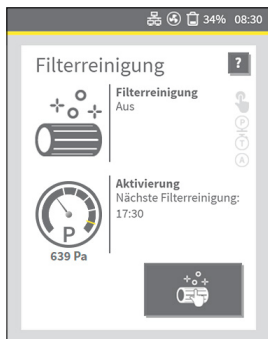 34% 08:30
Filterreinigung ?
Filterreinigung
Aus
P
T
A
Aktivierung
Nächste Filterreinigung:
17:30
P
639 Pa